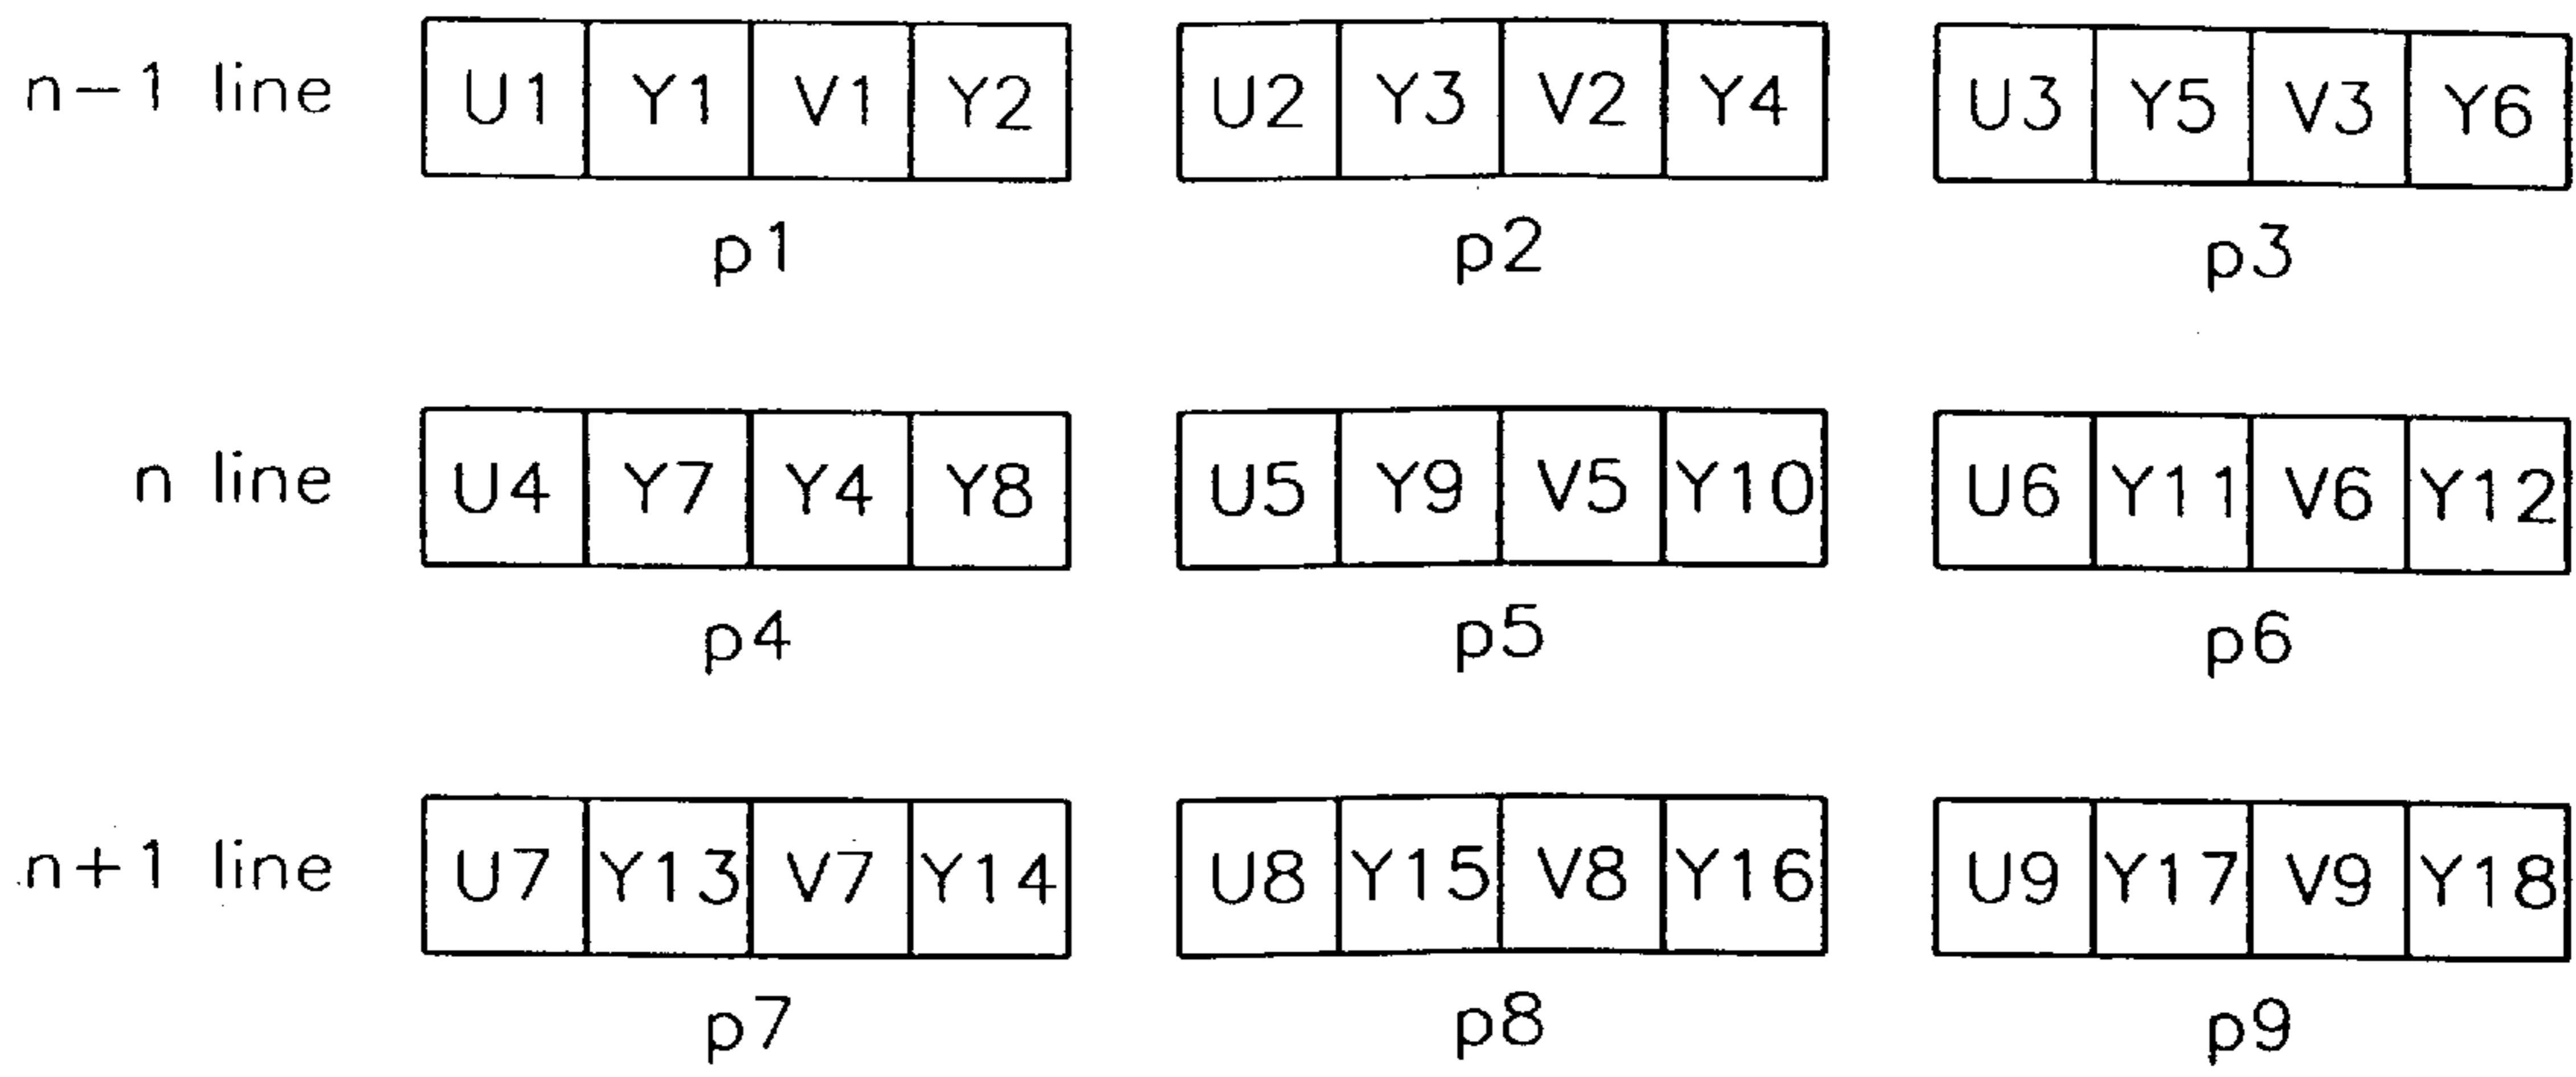 n-1 line U1 Y1 V1 Y2 U2 Y3 V2 Y4 U3 Y5 V3 Y6
p1 p2 p3
n line U4 Y7 Y4 Y8 U5 Y9 V5 Y10 U6 Y11 V6 Y12
p4 p5 p6
n+1 line U7 Y13 V7 Y14 U8 Y15 V8 Y16 U9 Y17 V9 Y18
p7 p8 p9